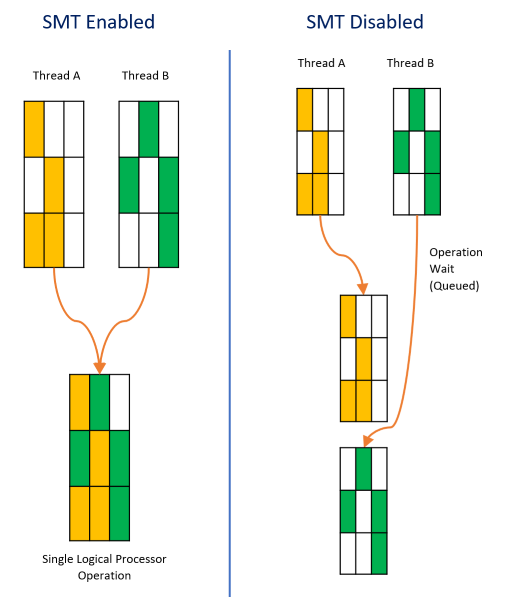 SMT Enabled
Thread A
Thread B
Single Logical Processor
Operation
SMT Disabled
Thread A
Thread B
Operation
Wait
(Queued)